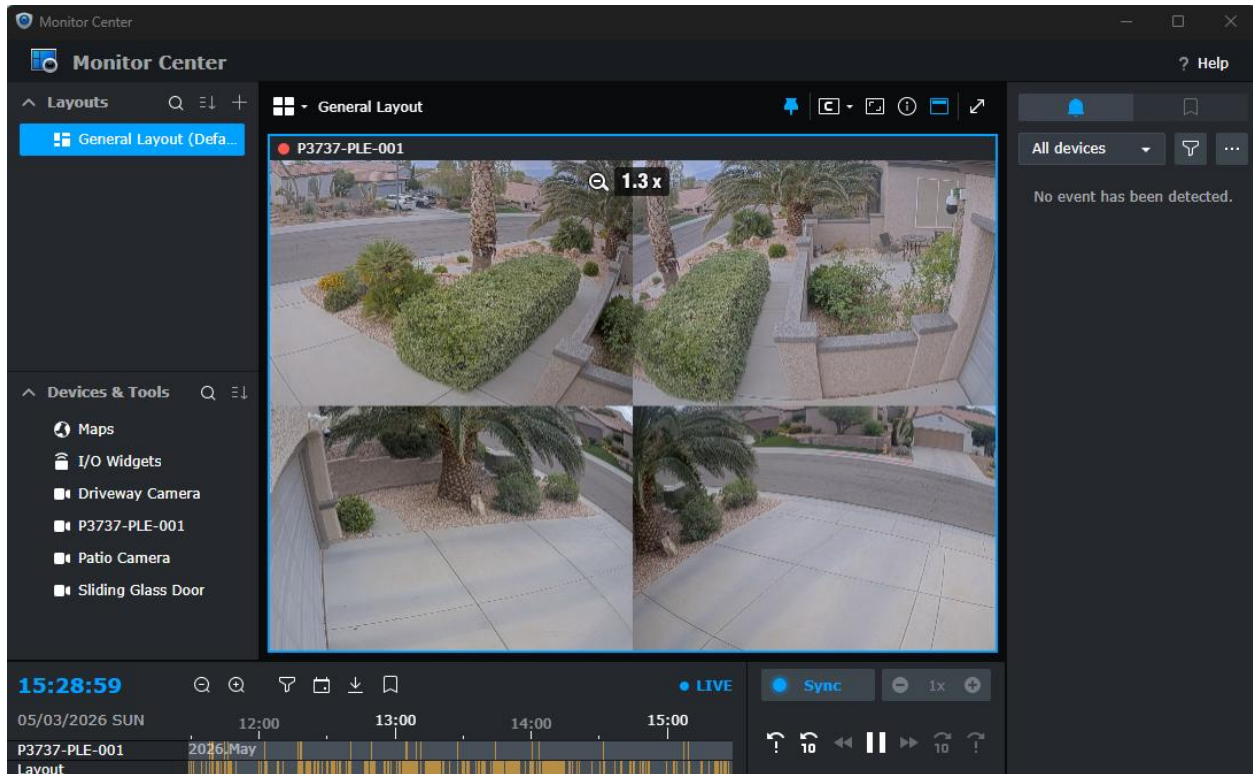 Monitor Center
Monitor Center
? Help
Layouts
General Layout (Defa...
General Layout
All devices
No event has been detected.
P3737-PLE-001
1.3 x
Devices & Tools
Maps
I/O Widgets
Driveway Camera
P3737-PLE-001
Patio Camera
Sliding Glass Door
15:28:59
LIVE
Sync
1x
05/03/2026 SUN
12:00
13:00
14:00
15:00
10
10
P3737-PLE-001
2026.May
Layout